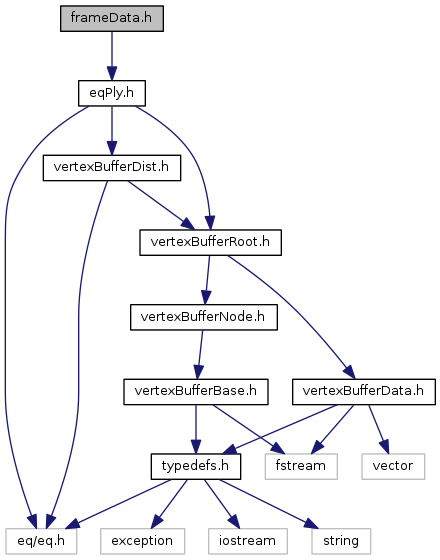 frameData.h
eqPly.h
vertexBufferDist.h
vertexBufferRoot.h
vertexBufferNode.h
vertexBufferBase.h
vertexBufferData.h
typedefs.h
fstream
vector
eq/eq.h
exception
iostream
string